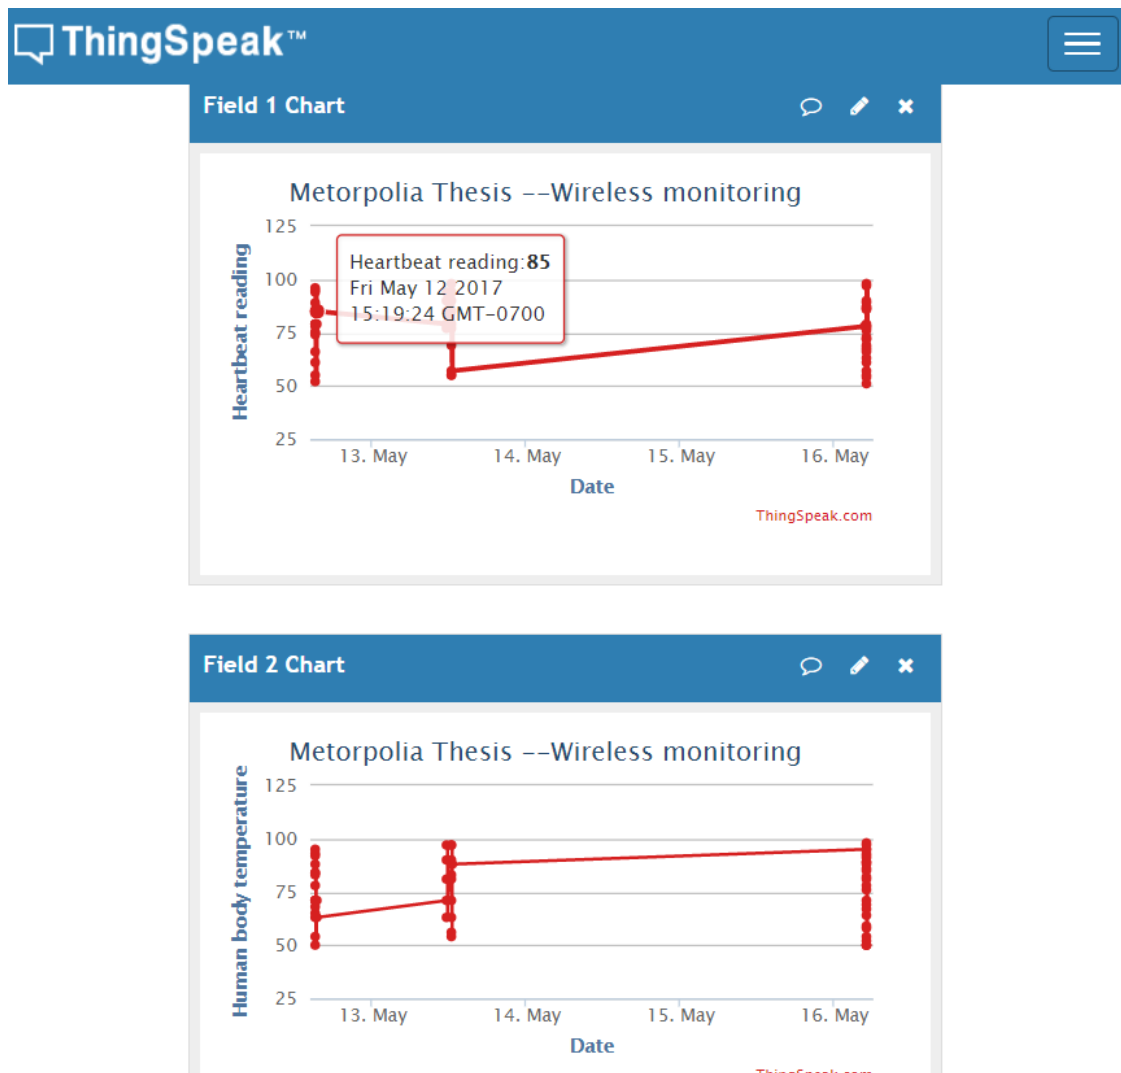 ThingSpeak™
Field 1 Chart
Metorpolia Thesis --Wireless monitoring
Heartbeat reading
125
100
75
50
25
Heartbeat reading:85
Fri May 12 2017
15:19:24 GMT-0700
13. May 14. May 15. May 16. May
Date
ThingSpeak.com
Field 2 Chart
Metorpolia Thesis --Wireless monitoring
Human body temperature
125
100
75
50
25
13. May 14. May 15. May 16. May
Date
ThingSpeak.com